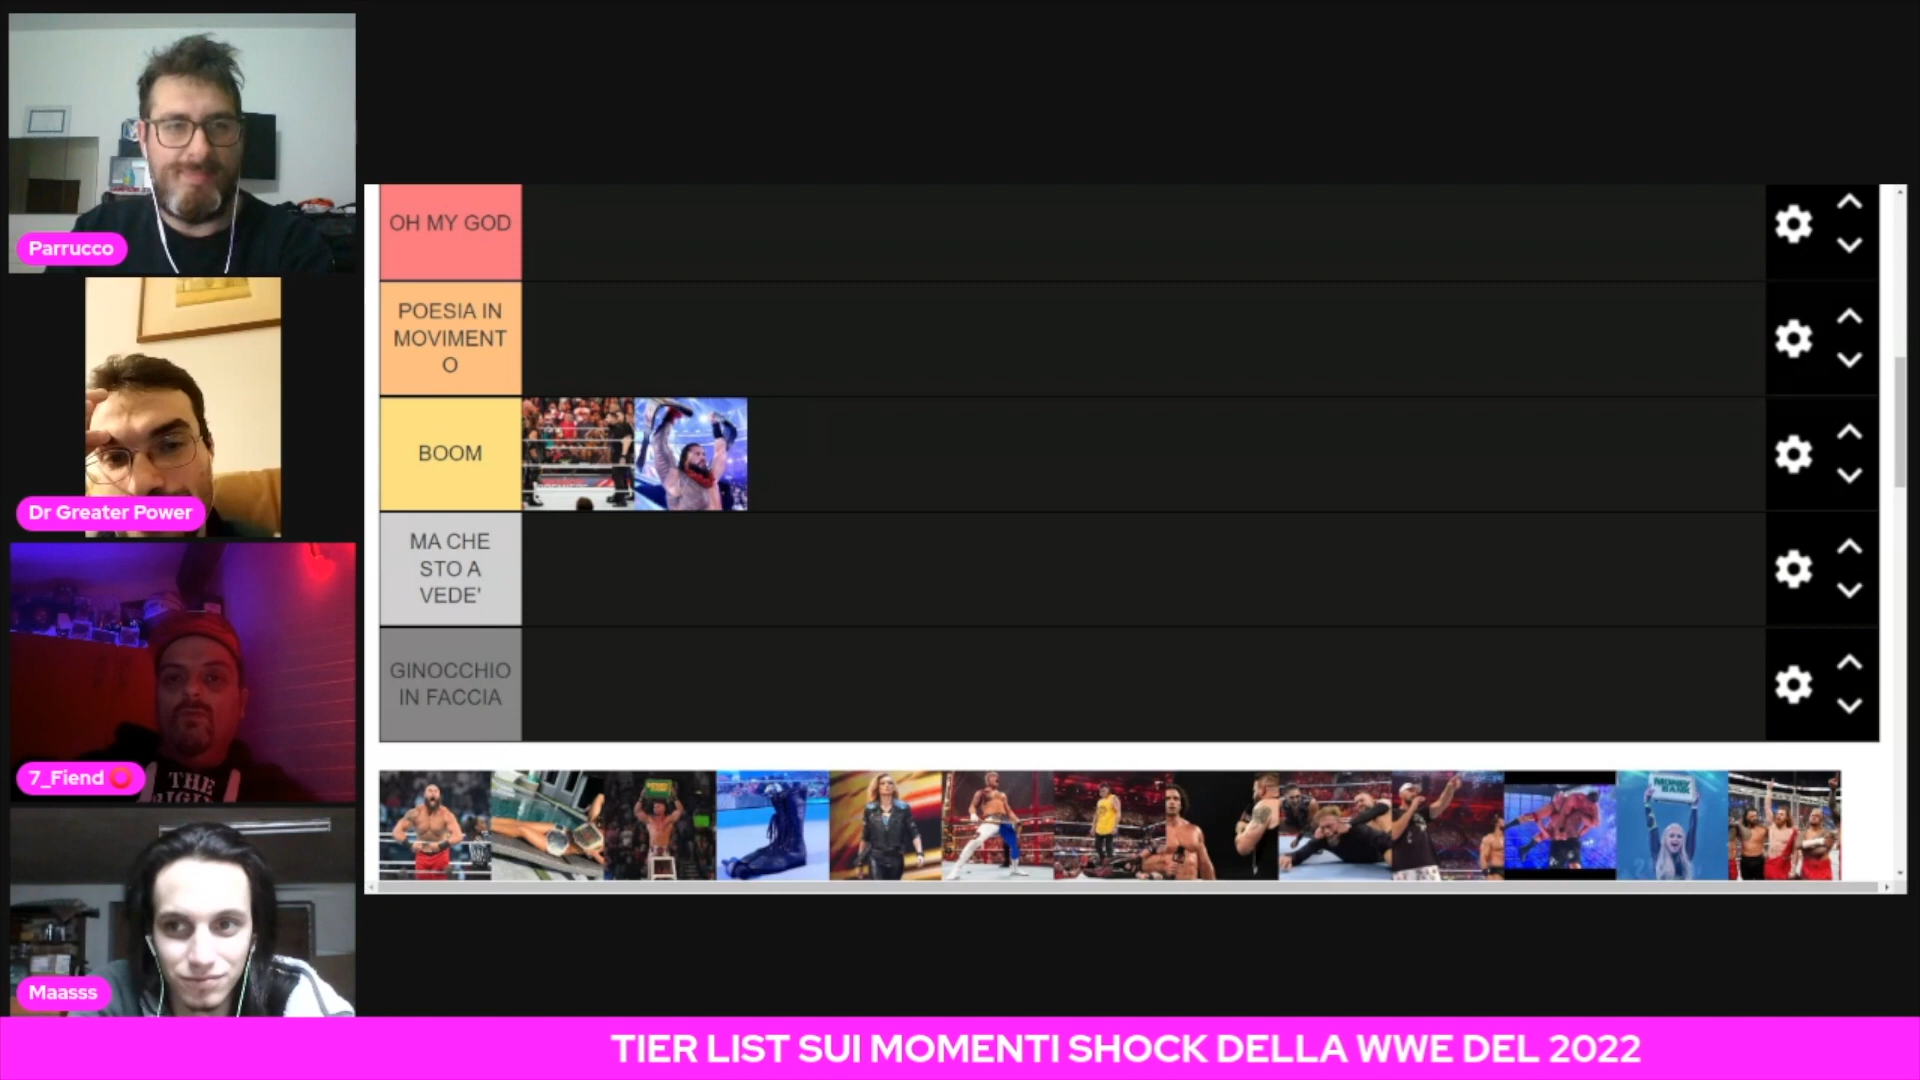 Parrucco
Dr Greater Power
7_Fiend
THE
Maasss
OH MY GOD
POESIA IN
MOVIMENT
O
BOOM
MA CHE
STO A
VEDE'
GINOCCHIO
IN FACCIA
TIER LIST SUI MOMENTI SHOCK DELLA WWE DEL 2022